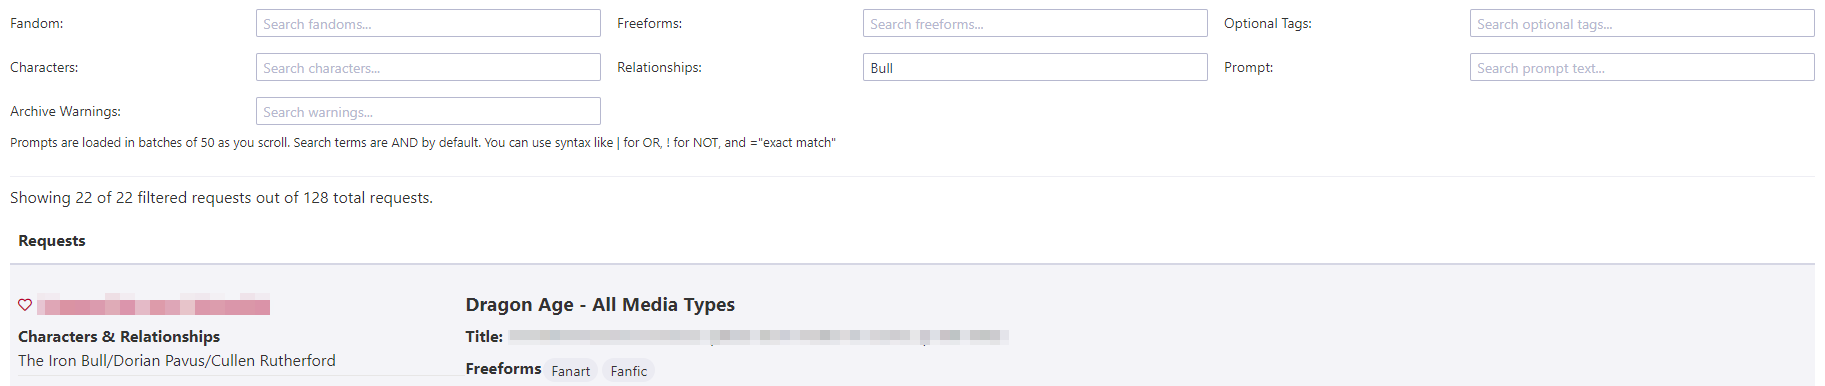 Fandom: Search fandoms... Freeforms: Search freeforms... Optional Tags: Search optional tags...
Characters: Search characters... Relationships: Bull Prompt: Search prompt text...
Archive Warnings: Search warnings...
Prompts are loaded in batches of 50 as you scroll. Search terms are AND by default. You can use syntax like | for OR, ! for NOT, and ="exact match"
Showing 22 of 22 filtered requests out of 128 total requests.
Requests
Dragon Age - All Media Types
Characters & Relationships Title:
The Iron Bull/Dorian Pavus/Cullen Rutherford
Freeforms Fanart Fanfic